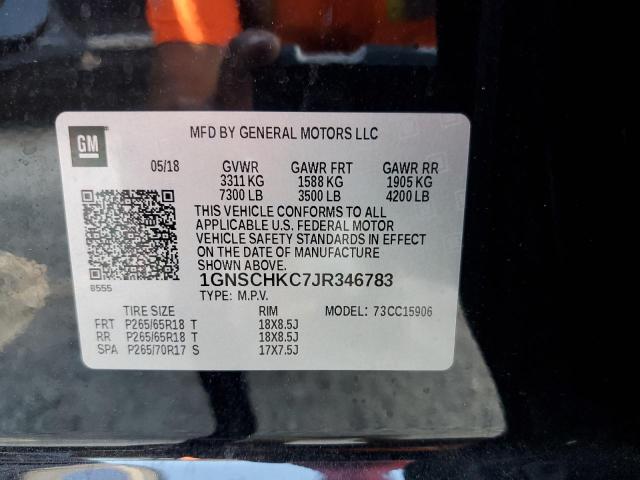 GM
MFD BY GENERAL MOTORS LLC
05/18 GVWR GAWR FRT GAWR RR
3311 KG 1588 KG 1905 KG
7300 LB 3500 LB 4200 LB
THIS VEHICLE CONFORMS TO ALL
APPLICABLE U.S. FEDERAL MOTOR
VEHICLE SAFETY STANDARDS IN EFFECT
ON THE DATE OF MANUFACTURE
SHOWN ABOVE.
1GNSCHKC7JR346783
8555
TYPE: M.P.V.
TIRE SIZE RIM MODEL: 73CC15906
FRT P265/65R18 T 18X8.5J
RR P265/65R18 T 18X8.5J
SPA P265/70R17 S 17X7.5J